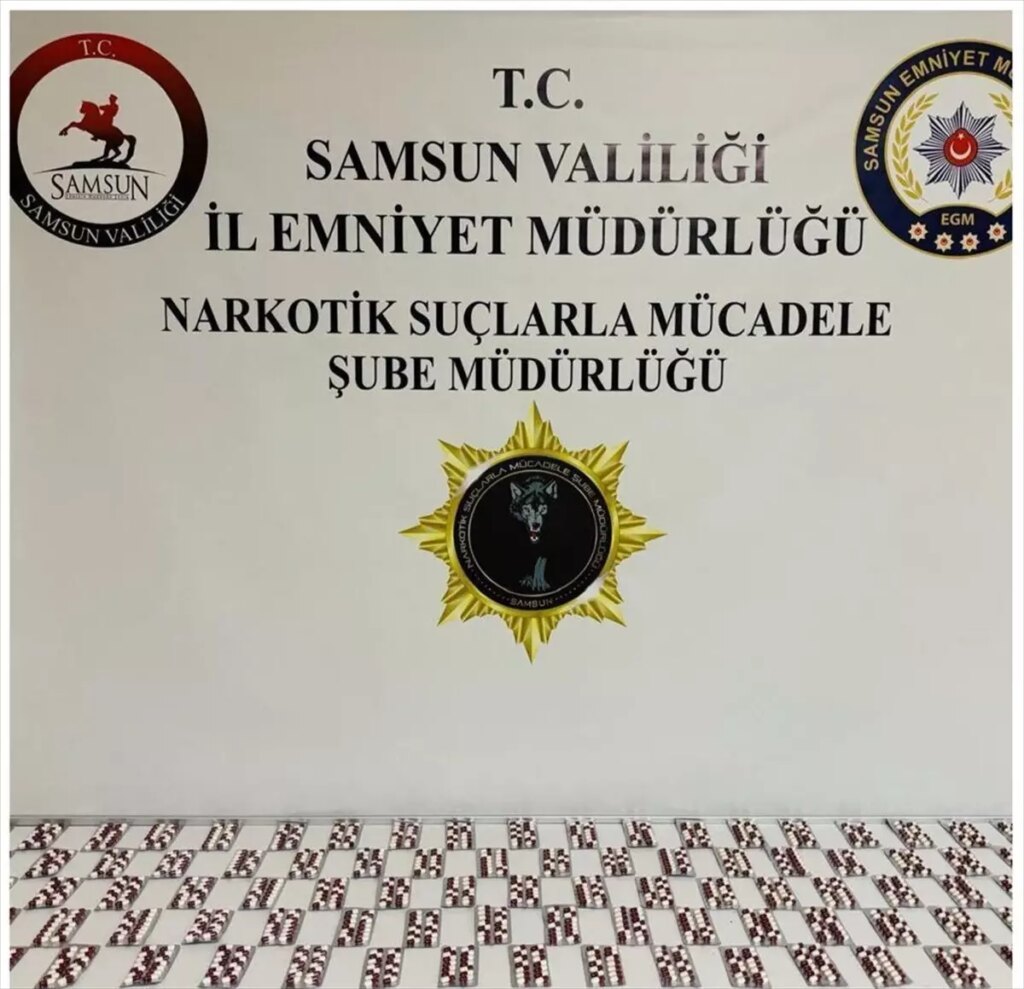 T.C.
SAMSUN
SAMSUN VALİLİĞİ
T.C.
SAMSUN VALİLİĞİ
İL EMNİYET MÜDÜRLÜĞÜ
NARKOTİK SUÇLARLA MÜCADELE
ŞUBE MÜDÜRLÜĞÜ
SAMSUN EMNİYET
EGM
NARKOTİK SUÇLARLA MÜCADELE ŞUBE MÜDÜRLÜĞÜ
SAMSUN